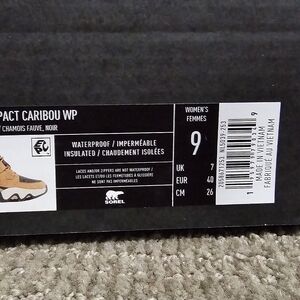 PACT CARIBOU WP
/ CHAMOIS FAUVE, NOIR
WATERPROOF / IMPERMÉABLE
INSULATED / CHAUDEMENT ISOLÉES
LACES AND/OR ZIPPERS ARE NOT WATERPROOF /
LES LACETS ET/OU LES FERMETURES À GLISSIÈRE
NE SONT PAS IMPERMÉABLES
SOREL
WOMEN'S
FEMMES
9
UK 7
EUR 40
CM 26
MADE IN VIETNAM
FABRIQUÉ AU VIETNAM